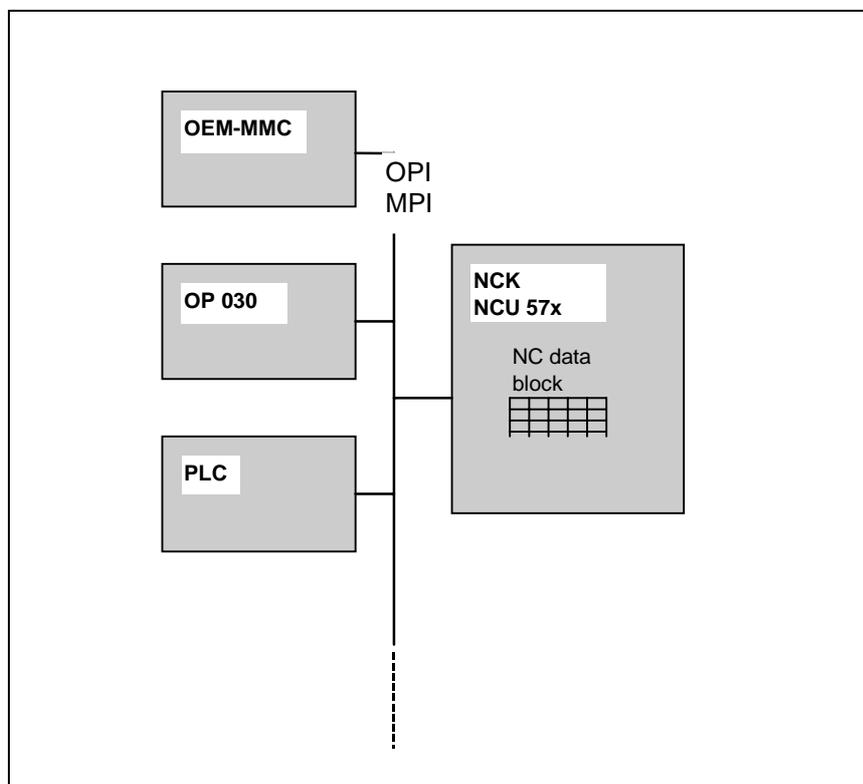 OEM-MMC
OPI
MPI
OP 030
NCK
NCU 57x
NC data
block
PLC